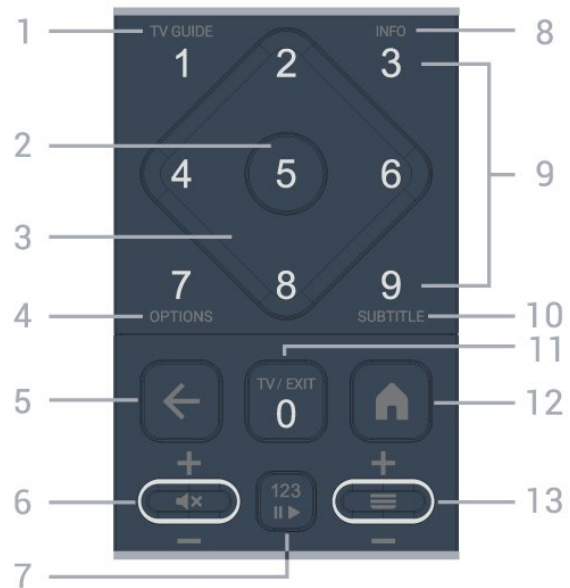 1 TV GUIDE INFO 8
1 2 3
2 9
4 5 6
3
7 8 9
4 OPTIONS SUBTITLE 10
11
TV / EXIT
5 0 12
+ +
6 123 13
- -
7